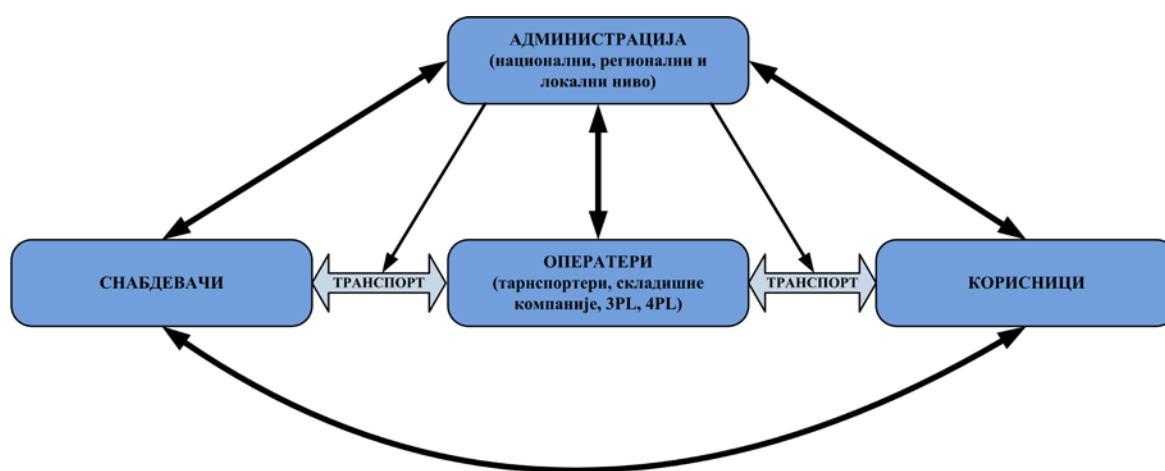 АДМИНИСТРАЦИЈА
(национални, регионални и
локални ниво)
СНАБДЕВАЧИ
ТРАНСПОРТ
ОПЕРАТЕРИ
(тарнспортери, складишне
компаније, 3PL, 4PL)
ТРАНСПОРТ
КОРИСНИЦИ